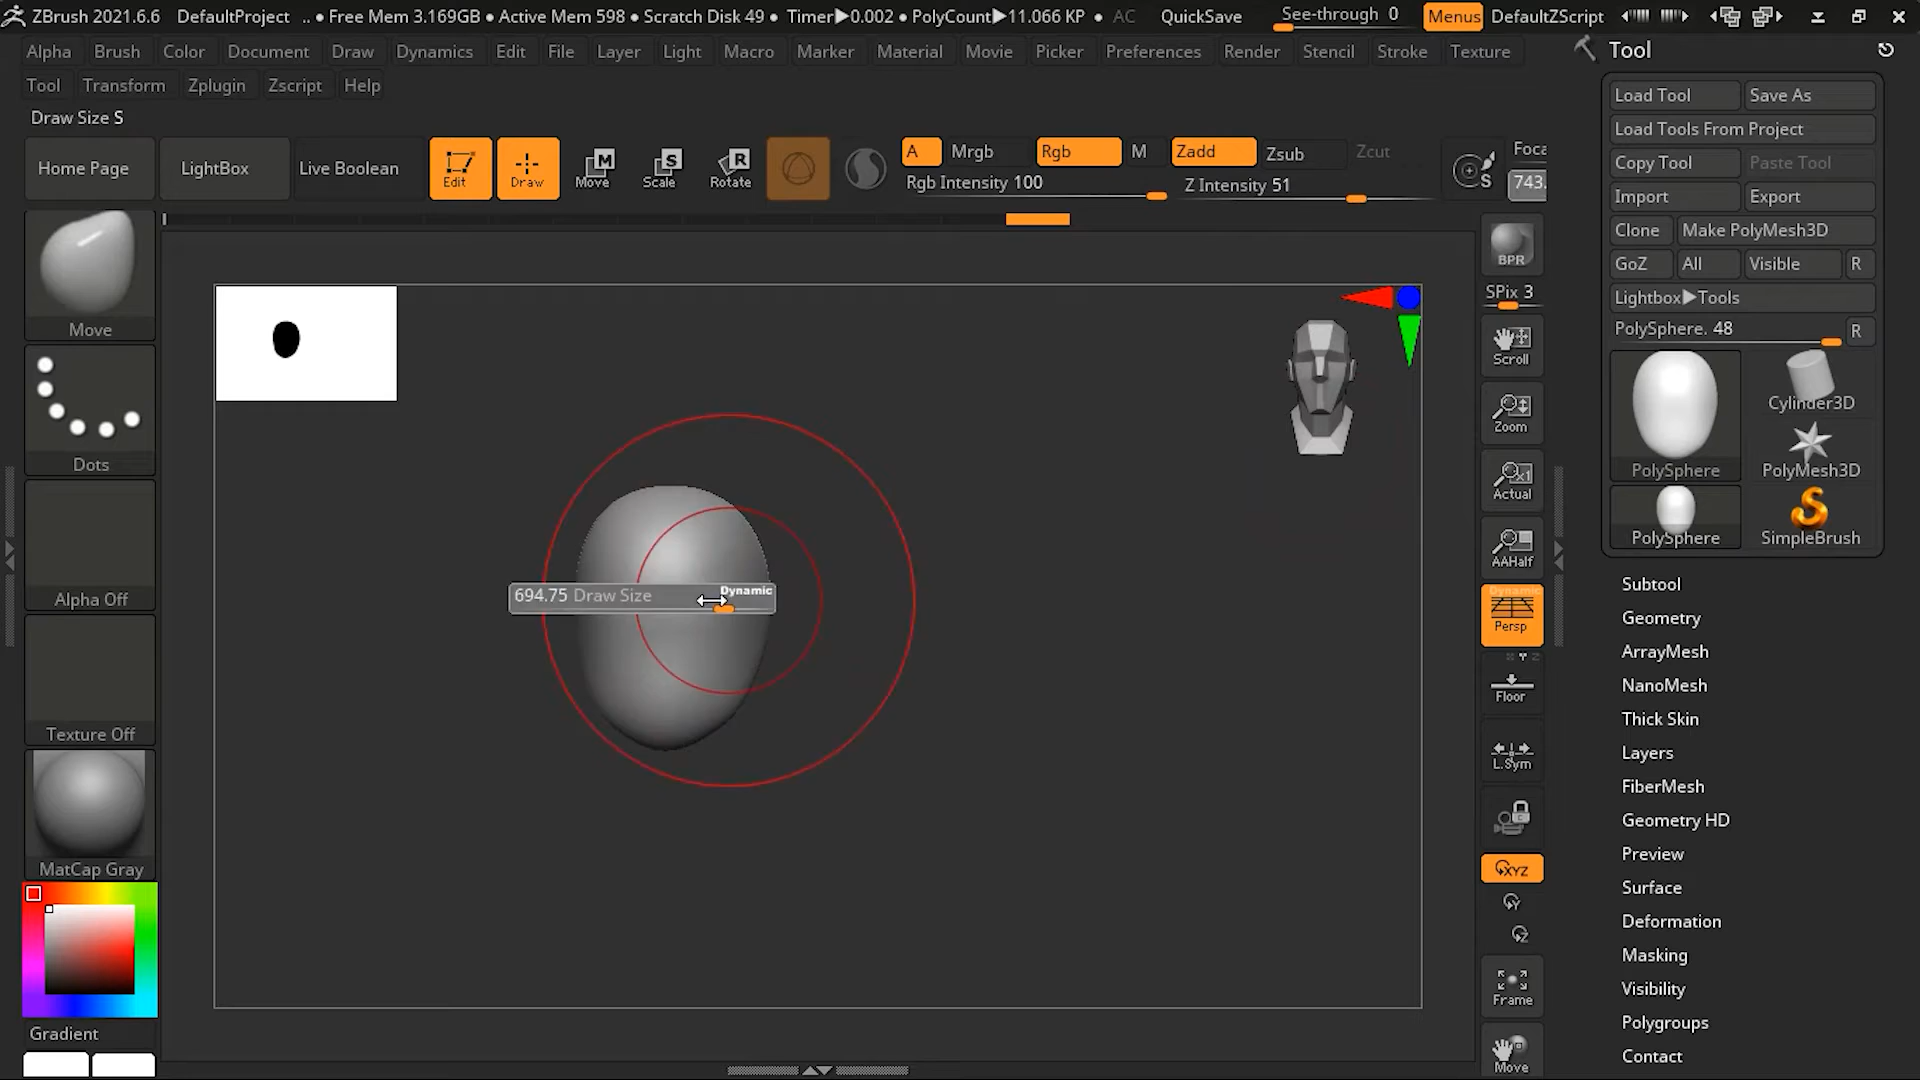 ZBrush 2021.6.6 DefaultProject .. • Free Mem 3.169GB • Active Mem 598 • Scratch Disk 49 • Timer▶0.002 • PolyCount▶11.066 KP • AC QuickSave See-through 0 Menus DefaultZScript
Alpha Brush Color Document Draw Dynamics Edit File Layer Light Macro Marker Material Movie Picker Preferences Render Stencil Stroke Texture
Tool Transform Zplugin Zscript Help
Draw Size S
Home Page LightBox Live Boolean Edit Draw Move Scale Rotate
M S R
A Mrgb Rgb M Zadd Zsub Zcut
Rgb Intensity 100 Z Intensity 51
S Foca
743.
Move
Dots
Alpha Off
Texture Off
MatCap Gray
Gradient
694.75 Draw Size Dynamic
BPR
SPix 3
Scroll
Zoom
Actual
AAHalf
Dynamic
Persp
Floor
L.Sym
XYZ
Y
Z
Frame
Move
Tool
Load Tool Save As
Load Tools From Project
Copy Tool Paste Tool
Import Export
Clone Make PolyMesh3D
GoZ All Visible R
Lightbox▶Tools
PolySphere. 48 R
PolySphere Cylinder3D
PolyMesh3D
PolySphere SimpleBrush
Subtool
Geometry
ArrayMesh
NanoMesh
Thick Skin
Layers
FiberMesh
Geometry HD
Preview
Surface
Deformation
Masking
Visibility
Polygroups
Contact